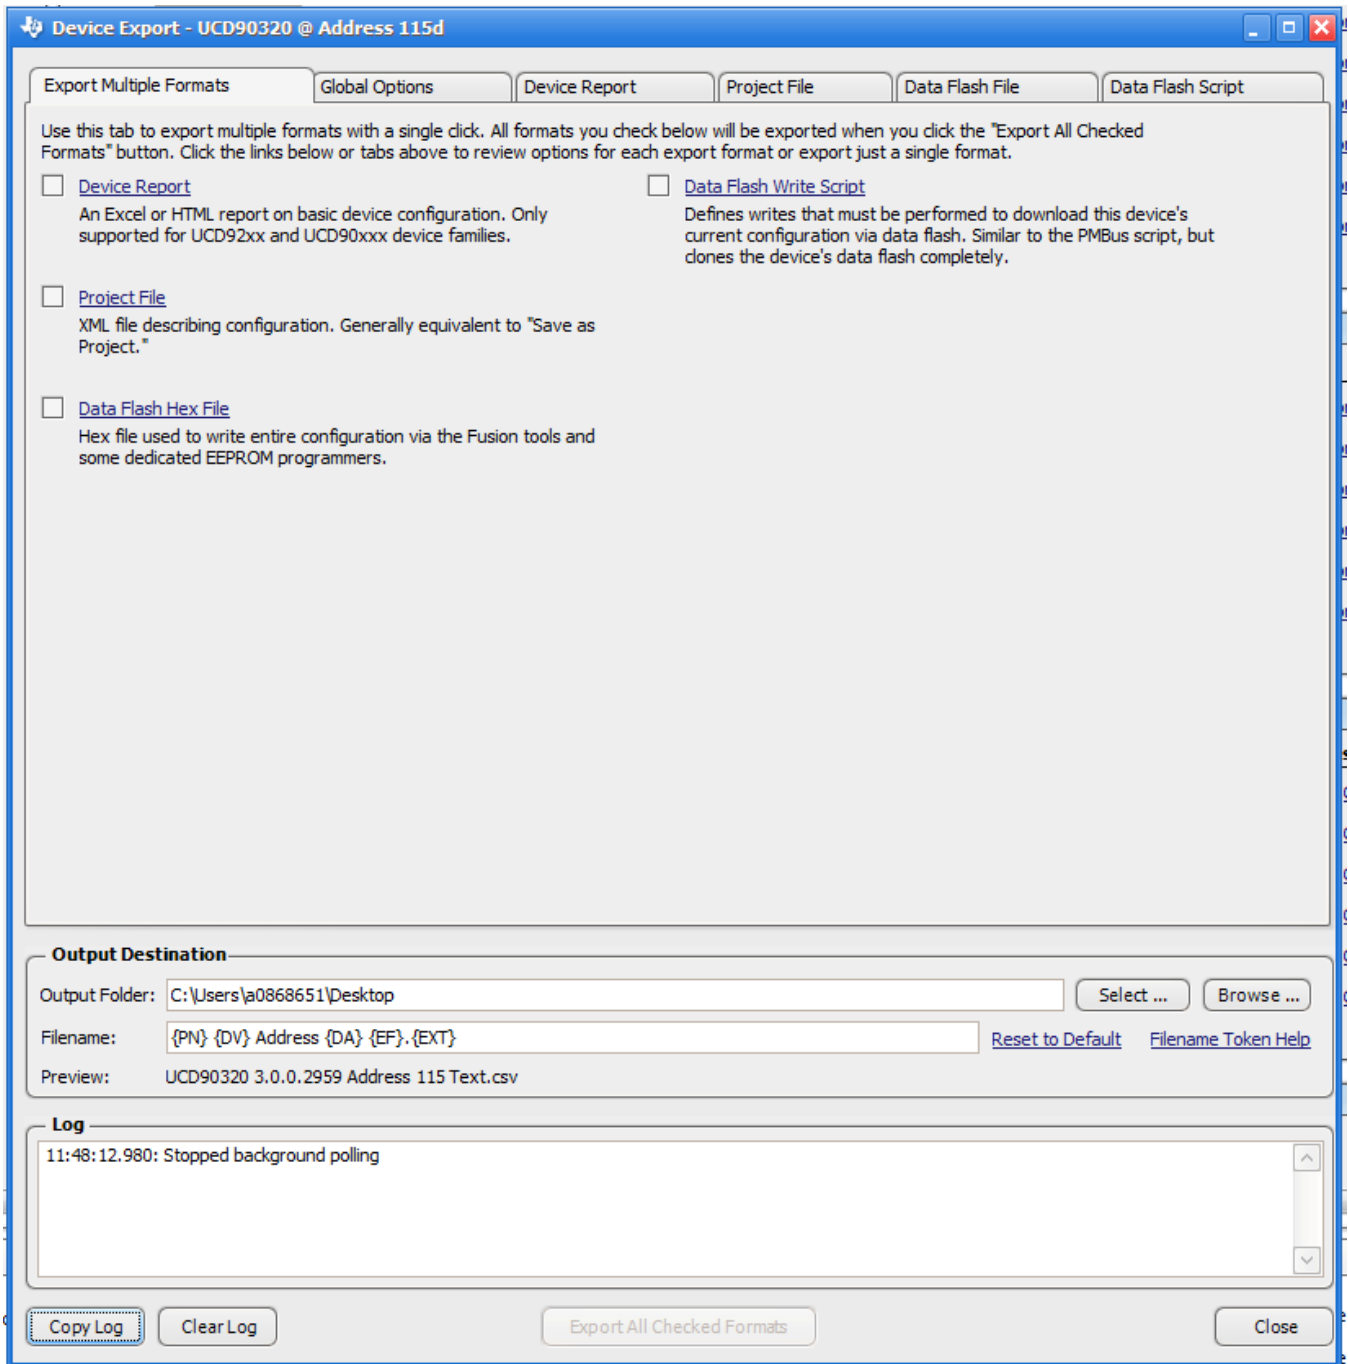 Device Export - UCD90320 @ Address 115d
Export Multiple Formats
Global Options
Device Report
Project File
Data Flash File
Data Flash Script
Use this tab to export multiple formats with a single click. All formats you check below will be exported when you click the "Export All Checked
Formats" button. Click the links below or tabs above to review options for each export format or export just a single format.
Device Report
An Excel or HTML report on basic device configuration. Only
supported for UCD92xx and UCD90xxx device families.
Data Flash Write Script
Defines writes that must be performed to download this device's
current configuration via data flash. Similar to the PMBus script, but
clones the device's data flash completely.
Project File
XML file describing configuration. Generally equivalent to "Save as
Project."
Data Flash Hex File
Hex file used to write entire configuration via the Fusion tools and
some dedicated EEPROM programmers.
Output Destination
Output Folder: C:\Users\a0868651\Desktop
Select ...
Browse ...
Filename: {PN} {DV} Address {DA} {EF}.{EXT}
Reset to Default
Filename Token Help
Preview: UCD90320 3.0.0.2959 Address 115 Text.csv
Log
11:48:12.980: Stopped background polling
Copy Log
Clear Log
Export All Checked Formats
Close